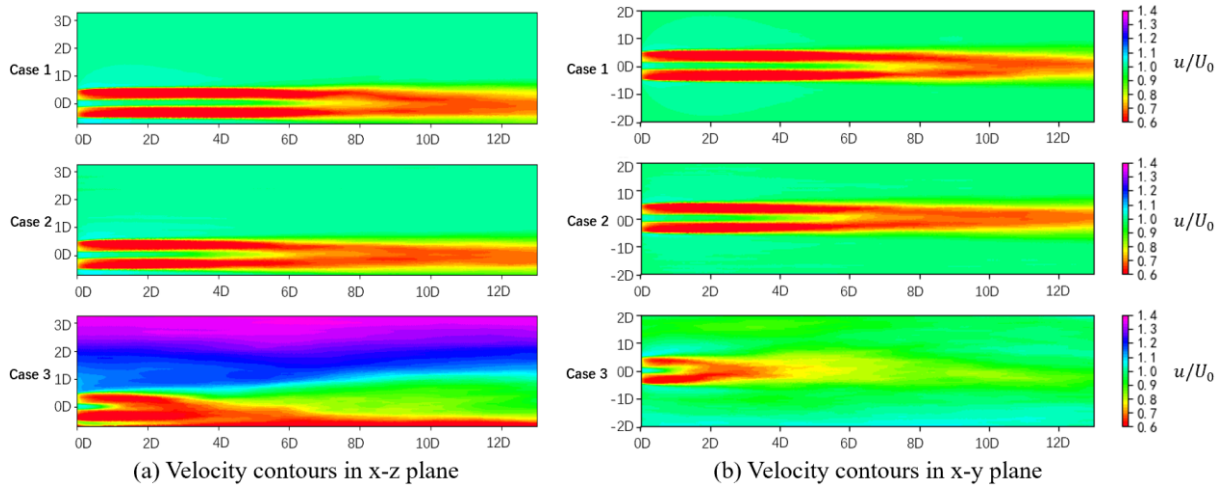 3D
2D
Case 1 1D
0D
0D 2D 4D 6D 8D 10D 12D
2D
1D
Case 1 0D
-1D
-2D
0D 2D 4D 6D 8D 10D 12D
1.4
1.3
1.2
1.1
1.0
0.9
0.8
0.7
0.6
u/U₀
3D
2D
Case 2 1D
0D
0D 2D 4D 6D 8D 10D 12D
2D
1D
Case 2 0D
-1D
-2D
0D 2D 4D 6D 8D 10D 12D
1.4
1.3
1.2
1.1
1.0
0.9
0.8
0.7
0.6
u/U₀
3D
2D
Case 3 1D
0D
0D 2D 4D 6D 8D 10D 12D
2D
1D
Case 3 0D
-1D
-2D
0D 2D 4D 6D 8D 10D 12D
1.4
1.3
1.2
1.1
1.0
0.9
0.8
0.7
0.6
u/U₀
(a) Velocity contours in x-z plane
(b) Velocity contours in x-y plane